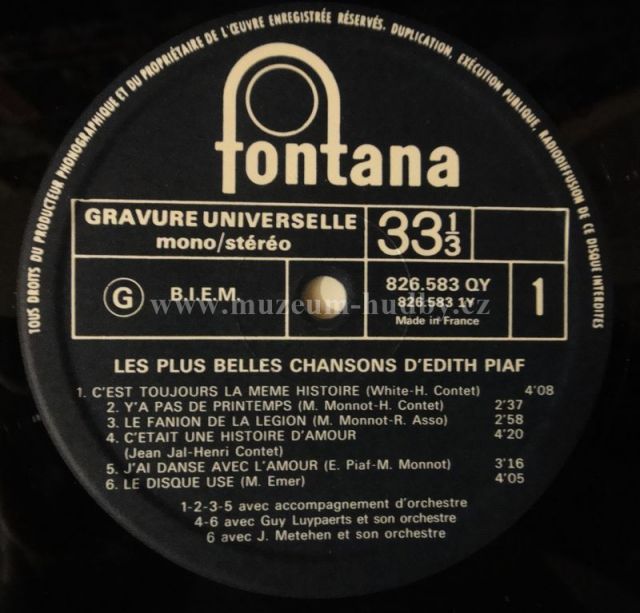 TOUS DROITS DU PRODUCTEUR PHONOGRAPHIQUE ET DU PROPRIÉTAIRE DE L'ŒUVRE ENREGISTRÉE RÉSERVÉS. DUPLICATION, EXÉCUTION PUBLIQUE, RADIODIFFUSION DE CE DISQUE INTERDITES
fontana
GRAVURE UNIVERSELLE
mono/stéréo
33 1/3
G
B.I.E.M.
826.583 QY
826.583 1Y
Made in France
1
www.muzeum-hudby.cz
LES PLUS BELLES CHANSONS D'EDITH PIAF
1. C'EST TOUJOURS LA MEME HISTOIRE (White-H. Contet) 4'08
2. Y'A PAS DE PRINTEMPS (M. Monnot-H. Contet) 2'37
3. LE FANION DE LA LEGION (M. Monnot-R. Asso) 2'58
4. C'ETAIT UNE HISTOIRE D'AMOUR 4'20
(Jean Jal-Henri Contet)
5. J'AI DANSE AVEC L'AMOUR (E. Piaf-M. Monnot) 3'16
6. LE DISQUE USE (M. Emer) 4'05
1-2-3-5 avec accompagnement d'orchestre
4-6 avec Guy Luypaerts et son orchestre
6 avec J. Metehen et son orchestre